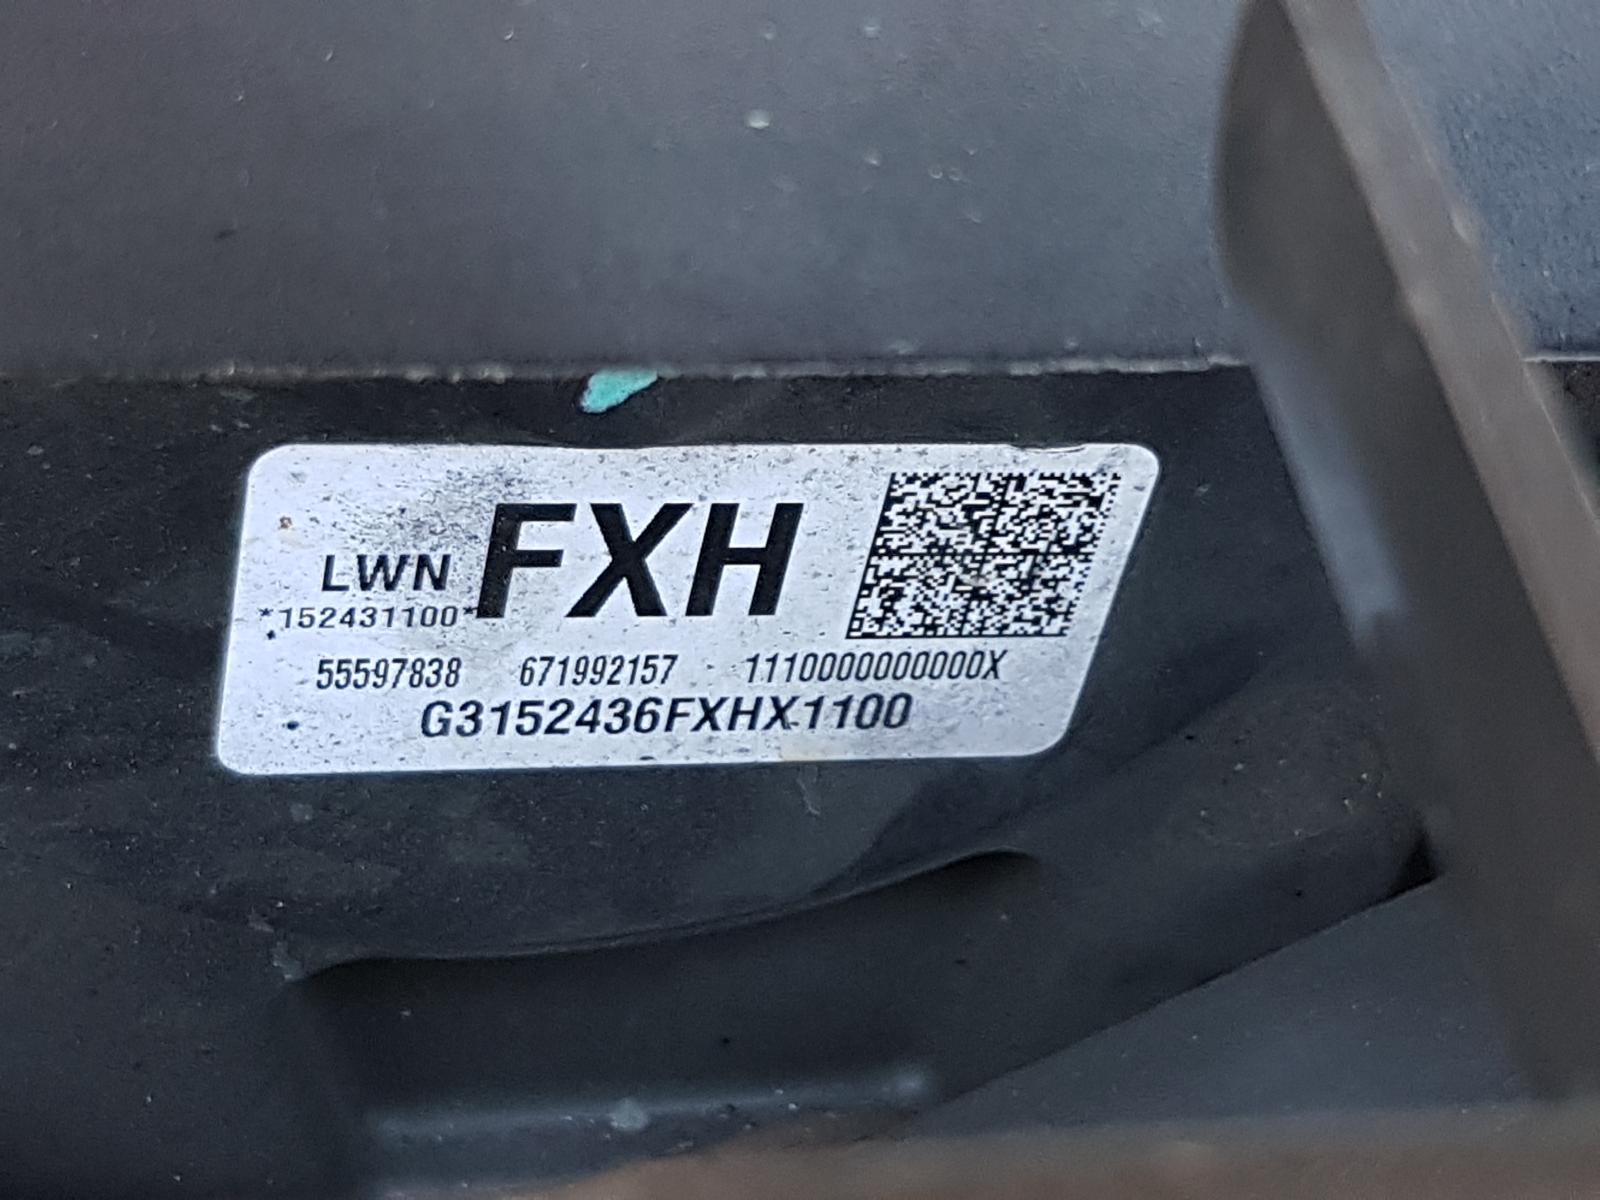 LWN FXH
*152431100*
55597838 671992157 1110000000000X
G3152436FXHX1100